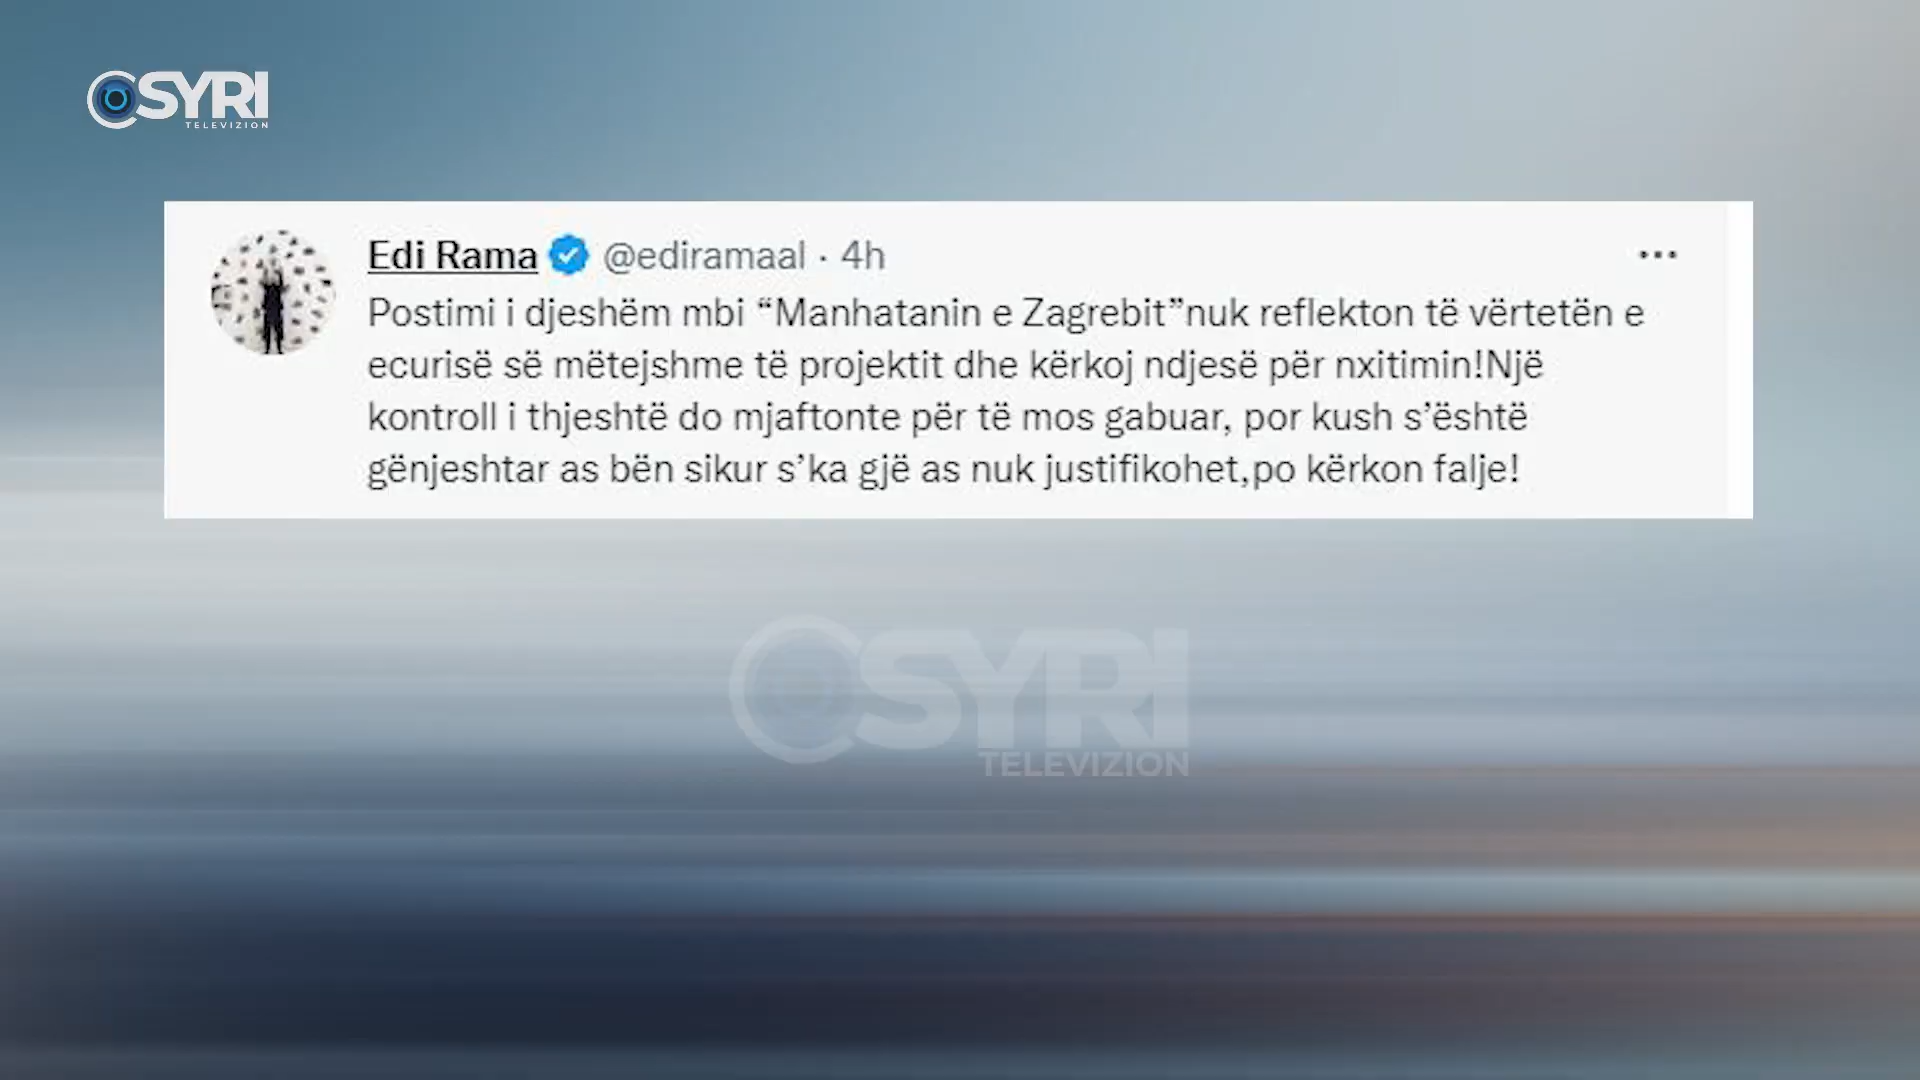 SYRI
TELEVIZION
Edi Rama @ediramaal · 4h
Postimi i djeshëm mbi “Manhatanin e Zagrebit”nuk reflekton të vërtetën e
ecurisë së mëtejshme të projektit dhe kërkoj ndjesë për nxitimin!Një
kontroll i thjeshtë do mjaftonte për të mos gabuar, por kush s’është
gënjeshtar as bën sikur s’ka gjë as nuk justifikohet,po kërkon falje!
SYRI
TELEVIZION